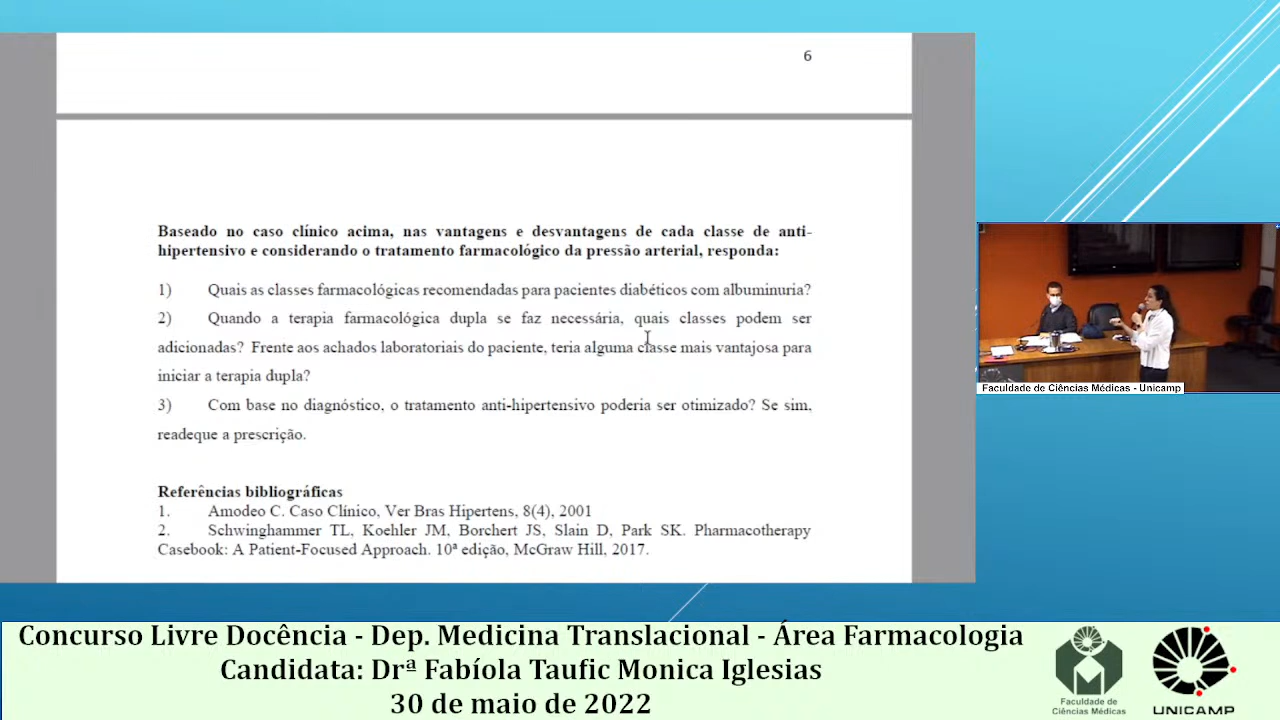 6
Baseado no caso clínico acima, nas vantagens e desvantagens de cada classe de anti-
hipertensivo e considerando o tratamento farmacológico da pressão arterial, responda:
1) Quais as classes farmacológicas recomendadas para pacientes diabéticos com albuminuria?
2) Quando a terapia farmacológica dupla se faz necessária, quais classes podem ser
adicionadas? Frente aos achados laboratoriais do paciente, teria alguma classe mais vantajosa para
iniciar a terapia dupla?
3) Com base no diagnóstico, o tratamento anti-hipertensivo poderia ser otimizado? Se sim,
readeque a prescrição.
Referências bibliográficas
1. Amodeo C. Caso Clínico, Ver Bras Hipertens, 8(4), 2001
2. Schwinghammer TL, Koehler JM, Borchert JS, Slain D, Park SK. Pharmacotherapy
Casebook: A Patient-Focused Approach. 10ª edição, McGraw Hill, 2017.
Faculdade de Ciências Médicas - Unicamp
Concurso Livre Docência - Dep. Medicina Translacional - Área Farmacologia
Candidata: Drª Fabíola Taufic Monica Iglesias
30 de maio de 2022
Faculdade de
Ciências Médicas
UNICAMP